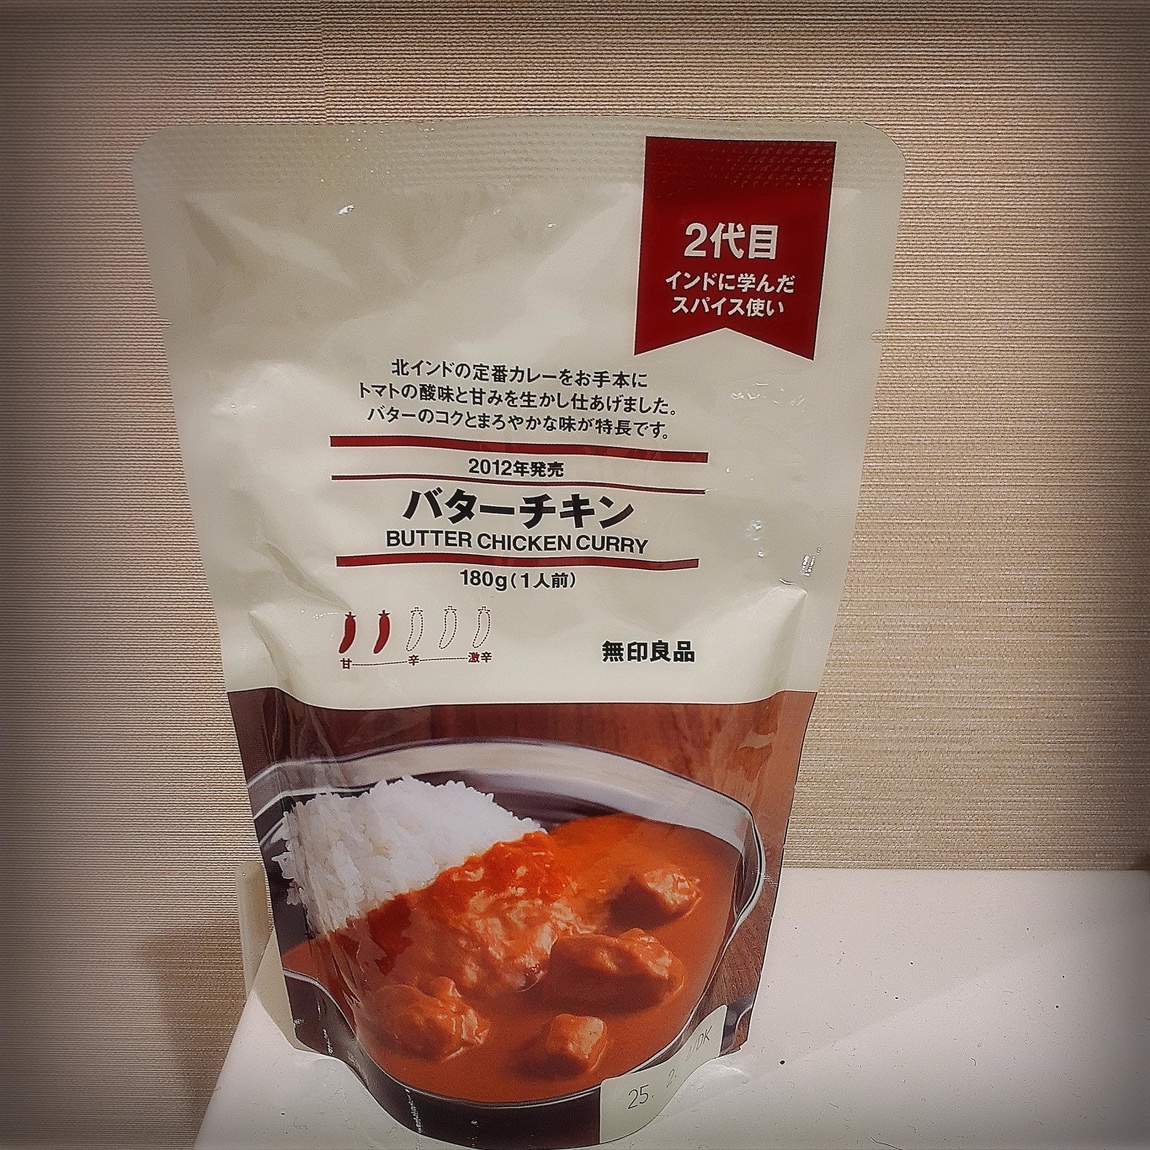 2代目
インドに学んだ
スパイス使い
北インドの定番カレーをお手本に
トマトの酸味と甘みを生かし仕あげました。
バターのコクとまろやかな味が特長です。
2012年発売
バターチキン
BUTTER CHICKEN CURRY
180g(1人前)
甘 辛 激辛
無印良品
25. 2.